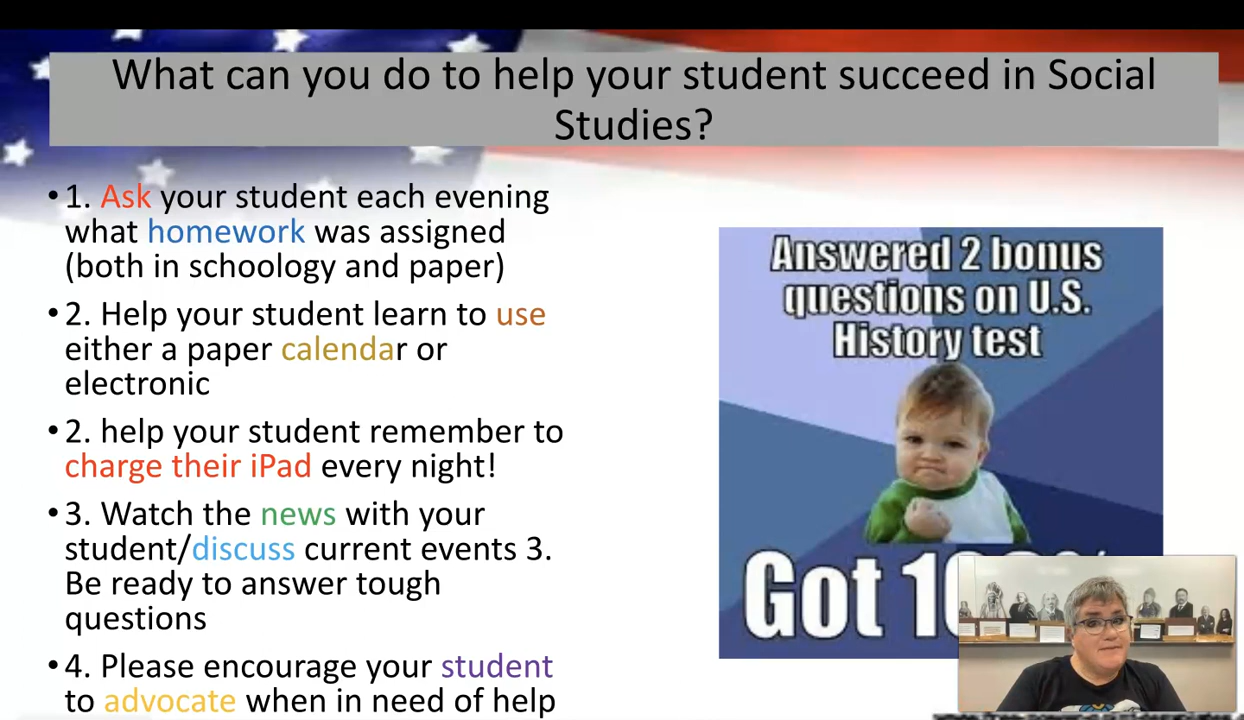 What can you do to help your student succeed in Social
Studies?
• 1. Ask your student each evening
what homework was assigned
(both in schoology and paper)
• 2. Help your student learn to use
either a paper calendar or
electronic
• 2. help your student remember to
charge their iPad every night!
• 3. Watch the news with your
student/discuss current events 3.
Be ready to answer tough
questions
• 4. Please encourage your student
to advocate when in need of help
Answered 2 bonus
questions on U.S.
History test
Got